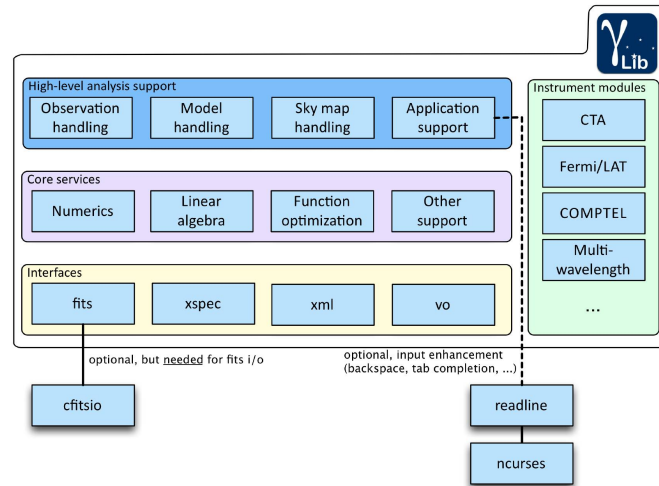 γ
Lib
High-level analysis support
Observation
handling
Model
handling
Sky map
handling
Application
support
Core services
Numerics
Linear
algebra
Function
optimization
Other
support
Interfaces
fits
xspec
xml
vo
Instrument modules
CTA
Fermi/LAT
COMPTEL
Multi-
wavelength
...
optional, but needed for fits i/o
cfitsio
optional, input enhancement
(backspace, tab completion, ...)
readline
ncurses